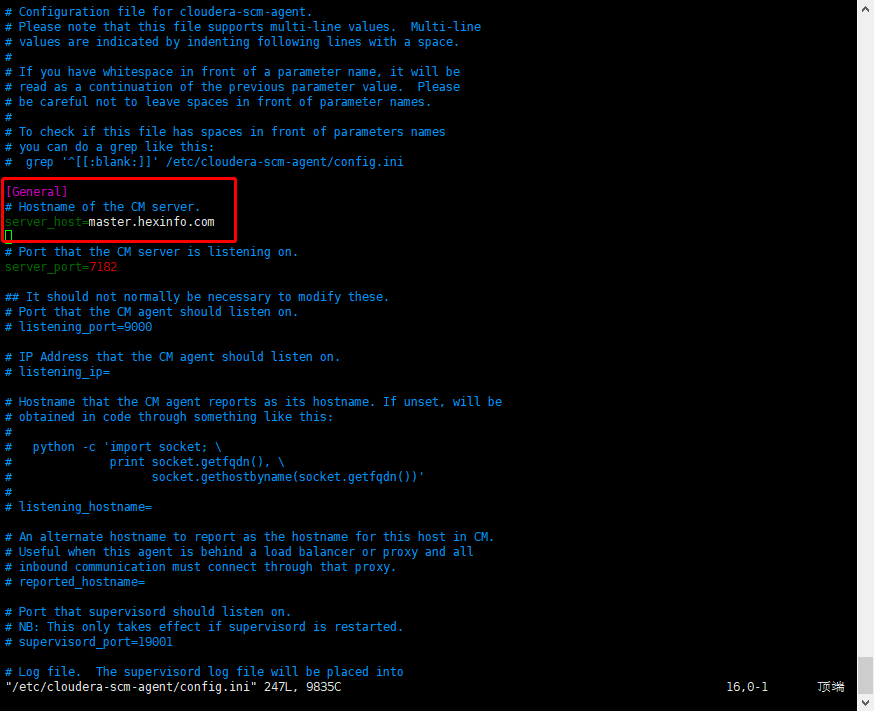 # Configuration file for cloudera-scm-agent.
# Please note that this file supports multi-line values.  Multi-line
# values are indicated by indenting following lines with a space.
#
# If you have whitespace in front of a parameter name, it will be
# read as a continuation of the previous parameter value.  Please
# be careful not to leave spaces in front of parameter names.
#
# To check if this file has spaces in front of parameters names
# you can do a grep like this:
#  grep '^[[:blank:]]' /etc/cloudera-scm-agent/config.ini
[General]
# Hostname of the CM server.
server_host=master.hexinfo.com
# Port that the CM server is listening on.
server_port=7182
## It should not normally be necessary to modify these.
# Port that the CM agent should listen on.
# listening_port=9000
# IP Address that the CM agent should listen on.
# listening_ip=
# Hostname that the CM agent reports as its hostname. If unset, will be
# obtained in code through something like this:
#
#   python -c 'import socket; \
#              print socket.getfqdn(), \
#                    socket.gethostbyname(socket.getfqdn())'
#
# listening_hostname=
# An alternate hostname to report as the hostname for this host in CM.
# Useful when this agent is behind a load balancer or proxy and all
# inbound communication must connect through that proxy.
# reported_hostname=
# Port that supervisord should listen on.
# NB: This only takes effect if supervisord is restarted.
# supervisord_port=19001
# Log file.  The supervisord log file will be placed into
"/etc/cloudera-scm-agent/config.ini" 247L, 9835C 16,0-1 顶端